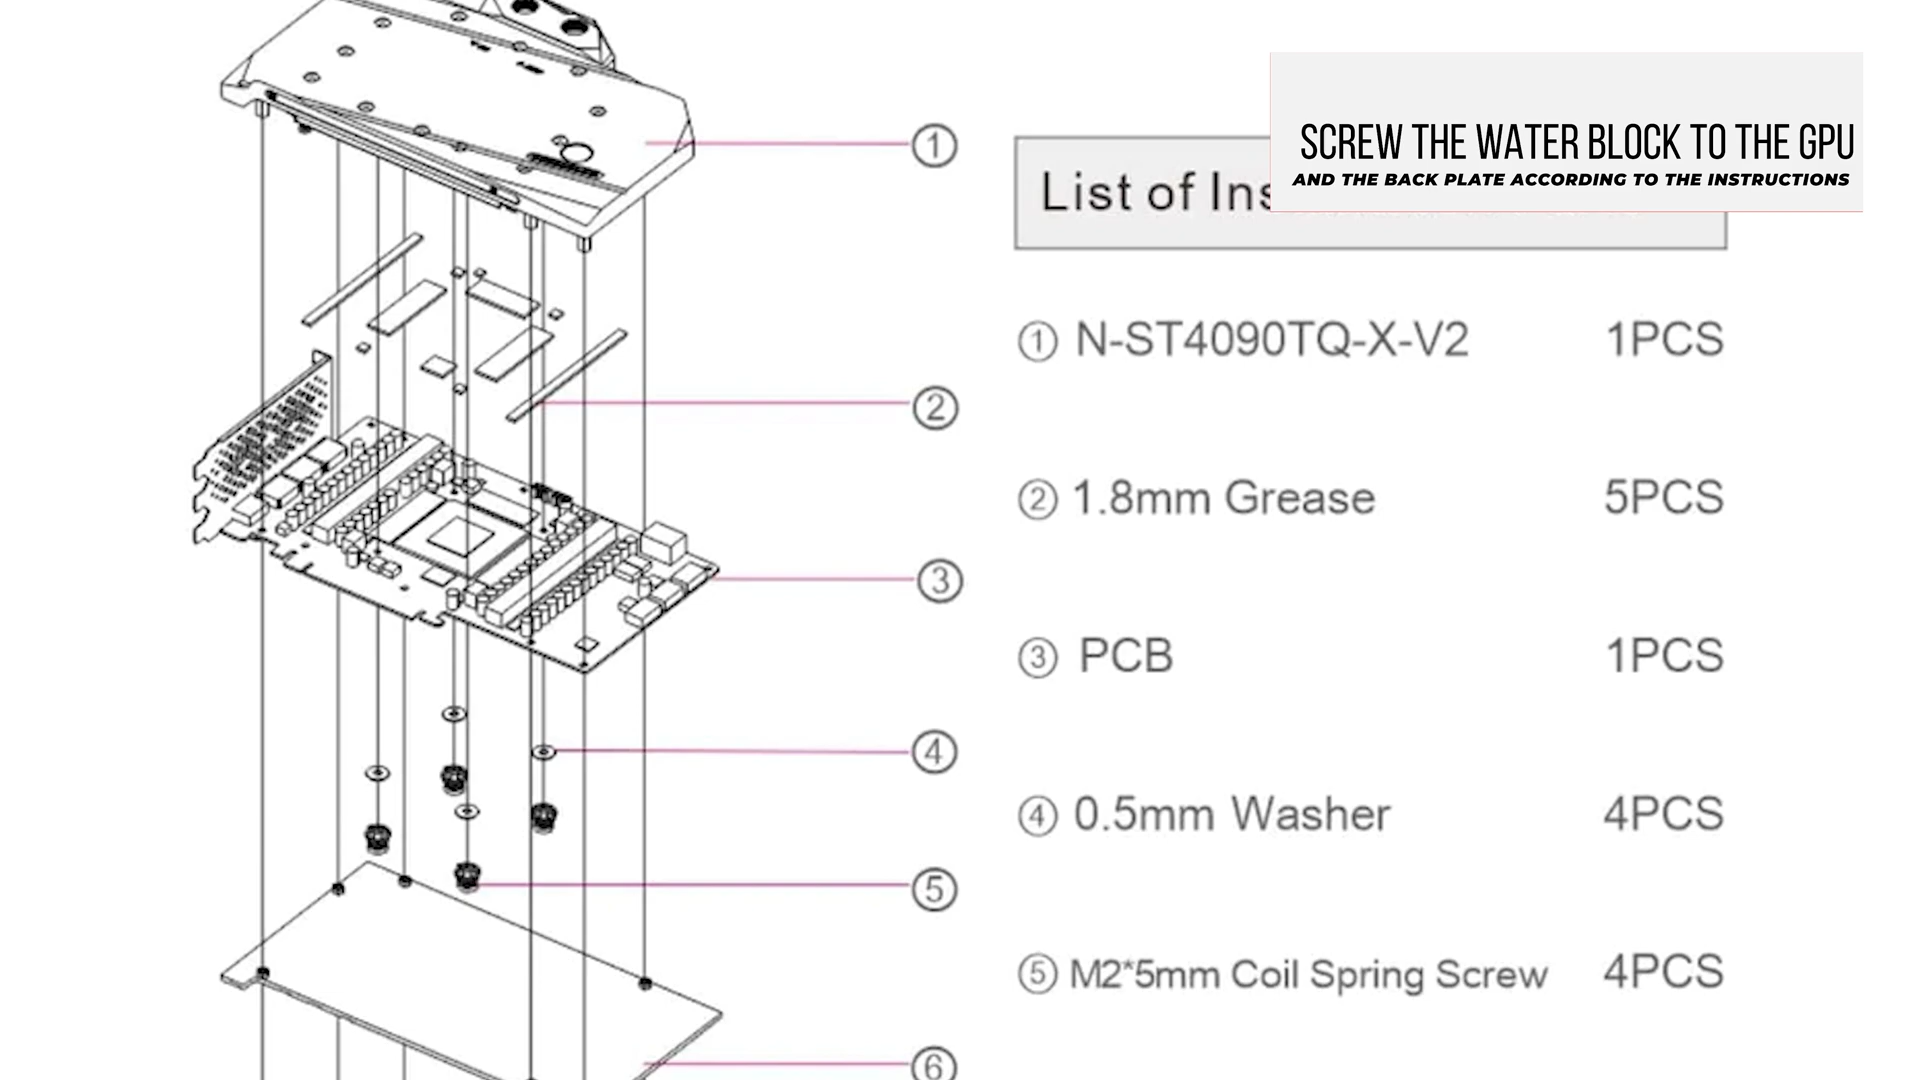 SCREW THE WATER BLOCK TO THE GPU
AND THE BACK PLATE ACCORDING TO THE INSTRUCTIONS
List of Ins
① N-ST4090TQ-X-V2 1PCS
② 1.8mm Grease 5PCS
③ PCB 1PCS
④ 0.5mm Washer 4PCS
⑤ M2*5mm Coil Spring Screw 4PCS
①
②
③
④
⑤
⑥